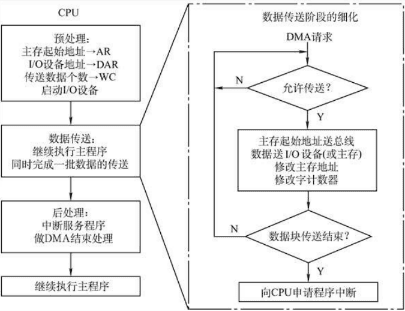 CPU
预处理:
主存起始地址→AR
I/O设备地址→DAR
传送数据个数→WC
启动I/O设备
数据传送:
继续执行主程序
同时完成一批数据的传送
后处理:
中断服务程序
做DMA结束处理
继续执行主程序
数据传送阶段的细化
DMA请求
N
允许传送?
Y
主存起始地址送总线
数据送I/O设备(或主存)
修改主存地址
修改字计数器
N
数据块传送结束?
Y
向CPU申请程序中断